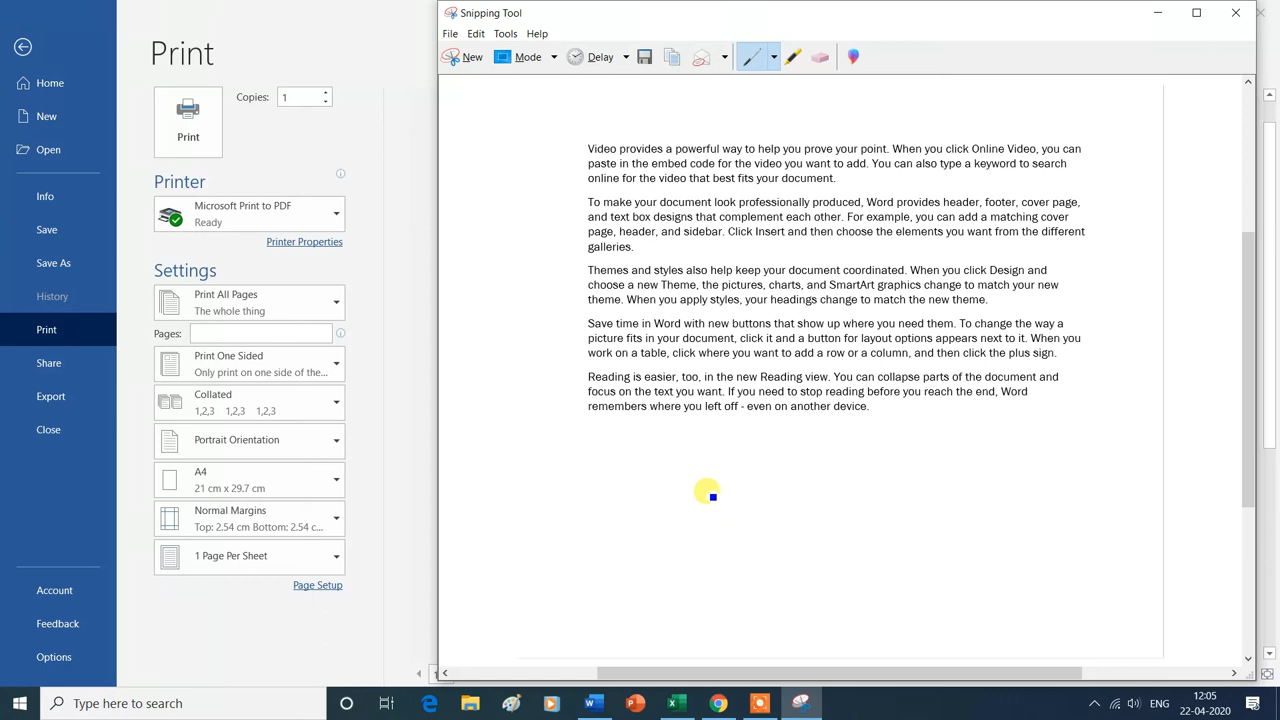 Print
Home
New
Open
Info
Save
Save As
History
Print
Share
Export
Close
Account
Feedback
Options
Print
Copies: 1
Printer
Microsoft Print to PDF
Ready
Printer Properties
Settings
Print All Pages
The whole thing
Pages:
Print One Sided
Only print on one side of the...
Collated
1,2,3 1,2,3 1,2,3
Portrait Orientation
A4
21 cm x 29.7 cm
Normal Margins
Top: 2.54 cm Bottom: 2.54 c...
1 Page Per Sheet
Page Setup
Snipping Tool
File Edit Tools Help
New Mode Delay
Video provides a powerful way to help you prove your point. When you click Online Video, you can
paste in the embed code for the video you want to add. You can also type a keyword to search
online for the video that best fits your document.
To make your document look professionally produced, Word provides header, footer, cover page,
and text box designs that complement each other. For example, you can add a matching cover
page, header, and sidebar. Click Insert and then choose the elements you want from the different
galleries.
Themes and styles also help keep your document coordinated. When you click Design and
choose a new Theme, the pictures, charts, and SmartArt graphics change to match your new
theme. When you apply styles, your headings change to match the new theme.
Save time in Word with new buttons that show up where you need them. To change the way a
picture fits in your document, click it and a button for layout options appears next to it. When you
work on a table, click where you want to add a row or a column, and then click the plus sign.
Reading is easier, too, in the new Reading view. You can collapse parts of the document and
focus on the text you want. If you need to stop reading before you reach the end, Word
remembers where you left off - even on another device.
Type here to search
ENG
12:05
22-04-2020